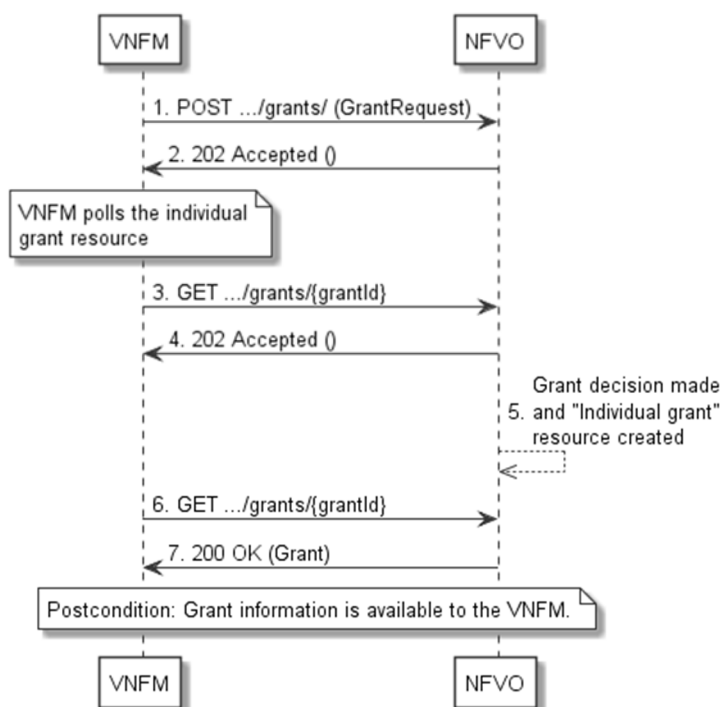 VNFM
NFVO
1. POST .../grants/ (GrantRequest)
2. 202 Accepted ()
VNFM polls the individual
grant resource
3. GET .../grants/{grantId}
4. 202 Accepted ()
Grant decision made
5. and "Individual grant"
resource created
6. GET .../grants/{grantId}
7. 200 OK (Grant)
Postcondition: Grant information is available to the VNFM.
VNFM
NFVO